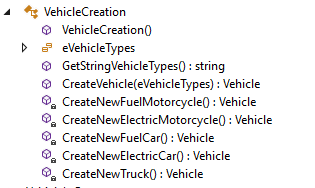 VehicleCreation
VehicleCreation()
eVehicleTypes
GetStringVehicleTypes() : string
CreateVehicle(eVehicleTypes) : Vehicle
CreateNewFuelMotorcycle() : Vehicle
CreateNewElectricMotorcycle() : Vehicle
CreateNewFuelCar() : Vehicle
CreateNewElectricCar() : Vehicle
CreateNewTruck() : Vehicle